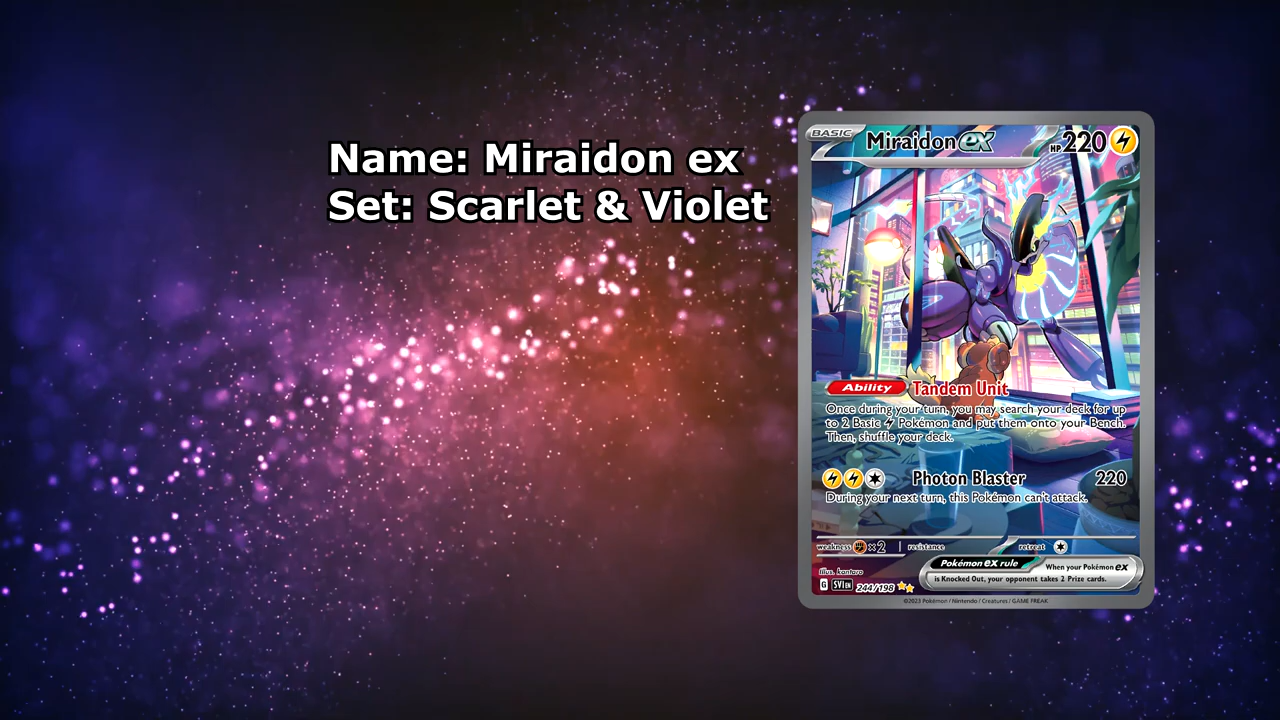 Name: Miraidon ex
Set: Scarlet & Violet
BASIC Miraidon ex HP 220
Ability Tandem Unit
Once during your turn, you may search your deck for up
to 2 Basic Pokémon and put them onto your Bench.
Then, shuffle your deck.
Photon Blaster 220
During your next turn, this Pokémon can't attack.
weakness x2 resistance retreat
Pokémon ex rule When your Pokémon ex
is Knocked Out, your opponent takes 2 Prize cards.
illus. kantaro
G SVI EN 244/198
©2023 Pokémon / Nintendo / Creatures / GAME FREAK